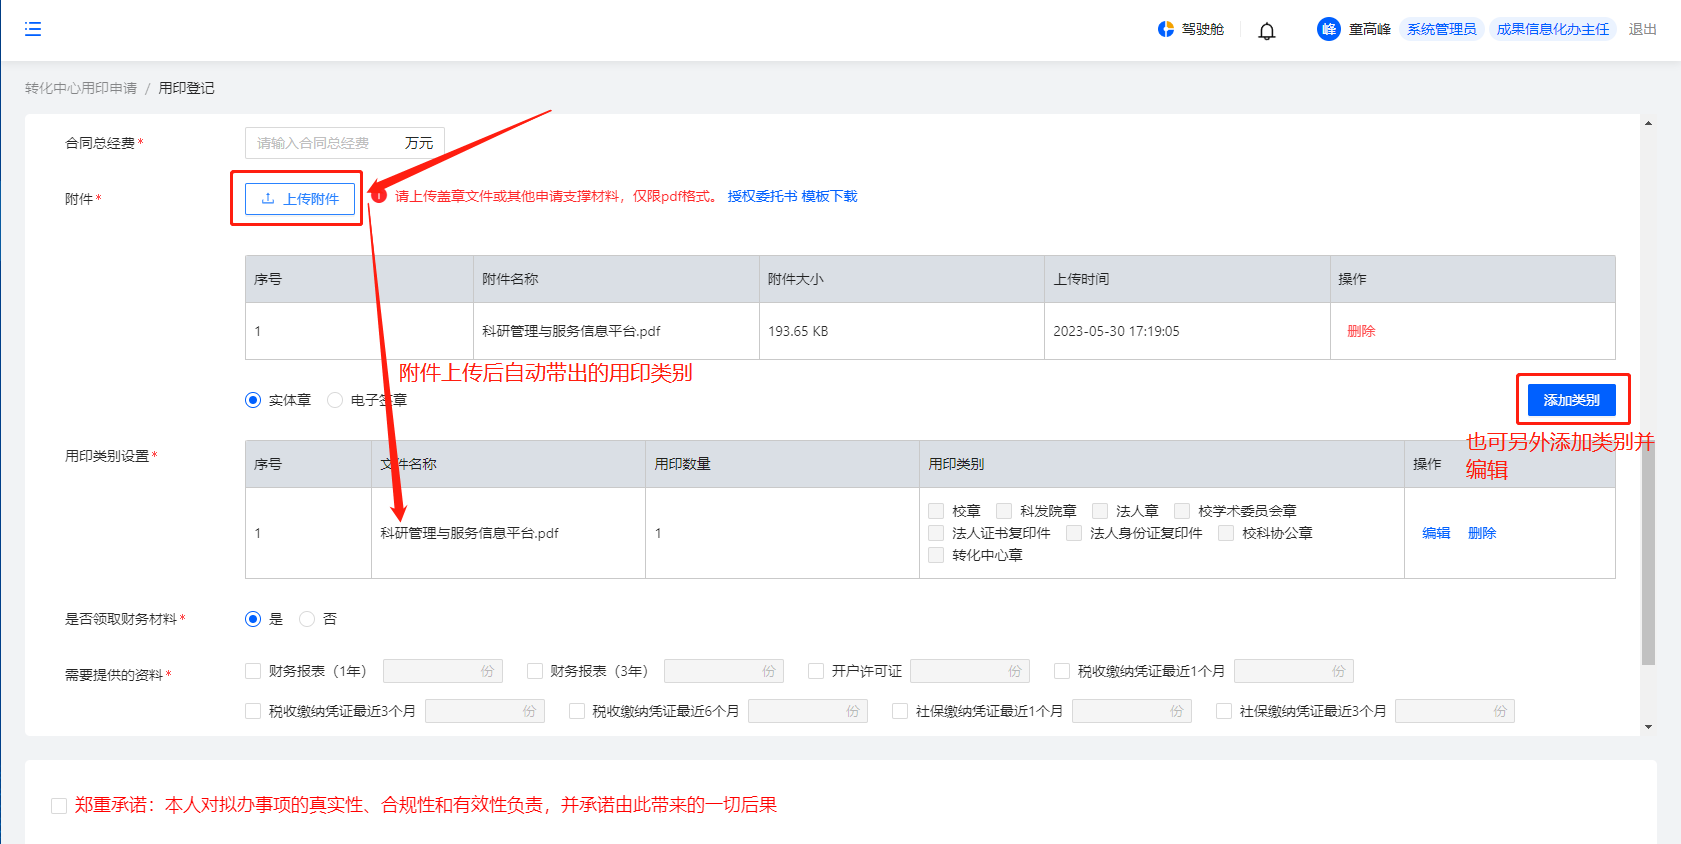 驾驶舱
峰 童高峰 系统管理员 成果信息化办主任 退出
转化中心用印申请 / 用印登记
合同总经费* 请输入合同总经费 万元
附件* 上传附件 请上传盖章文件或其他申请支撑材料，仅限pdf格式。 授权委托书 模板下载
序号 附件名称 附件大小 上传时间 操作
1 科研管理与服务信息平台.pdf 193.65 KB 2023-05-30 17:19:05 删除
附件上传后自动带出的用印类别
实体章 电子签章 添加类别
也可另外添加类别并
编辑
用印类别设置*
序号 文件名称 用印数量 用印类别 操作
1 科研管理与服务信息平台.pdf 1
校章 科发院章 法人章 校学术委员会章
法人证书复印件 法人身份证复印件 校科协公章
转化中心章
编辑 删除
是否领取财务材料* 是 否
需要提供的资料* 财务报表（1年） 份 财务报表（3年） 份 开户许可证 份 税收缴纳凭证最近1个月 份
税收缴纳凭证最近3个月 份 税收缴纳凭证最近6个月 份 社保缴纳凭证最近1个月 份 社保缴纳凭证最近3个月 份
郑重承诺：本人对拟办事项的真实性、合规性和有效性负责，并承诺由此带来的一切后果